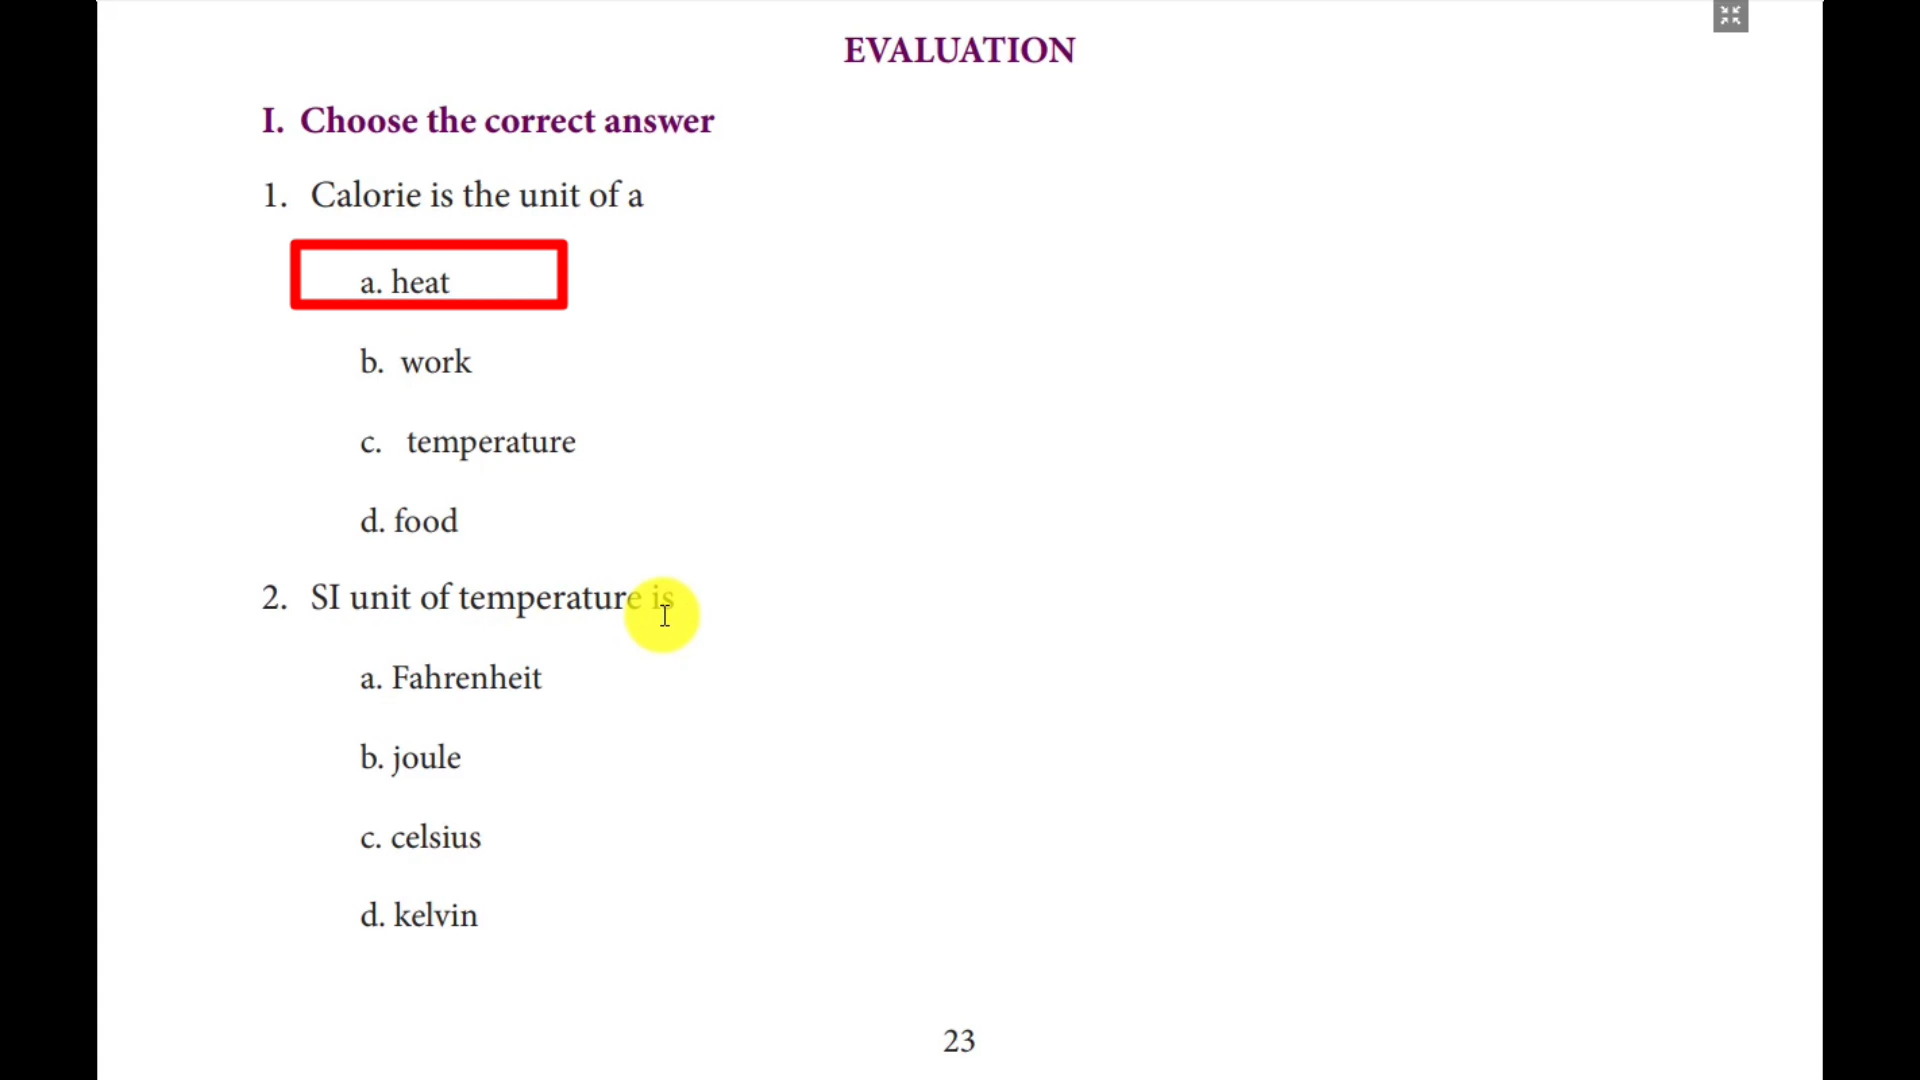 EVALUATION
I. Choose the correct answer
1. Calorie is the unit of a
a. heat
b. work
c. temperature
d. food
2. SI unit of temperature is
a. Fahrenheit
b. joule
c. celsius
d. kelvin
23